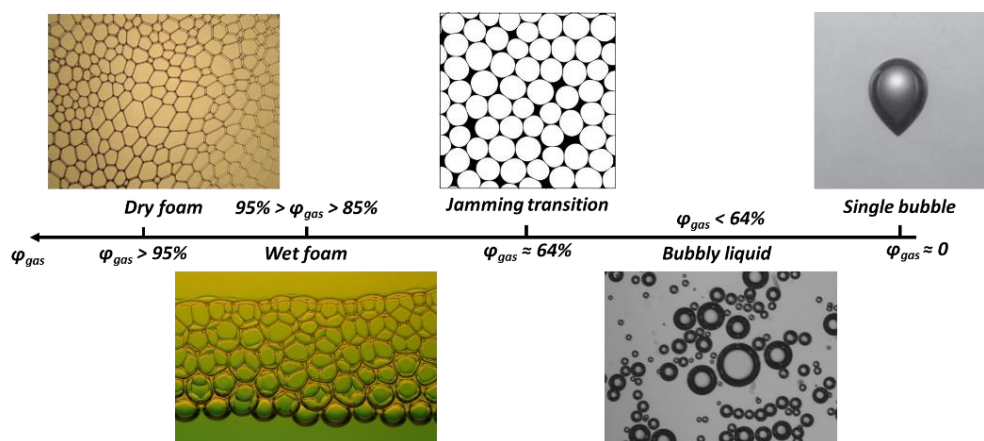 Dry foam
95% > φgas > 85%
Jamming transition
φgas < 64%
Single bubble
φgas
φgas > 95%
Wet foam
φgas ≈ 64%
Bubbly liquid
φgas ≈ 0